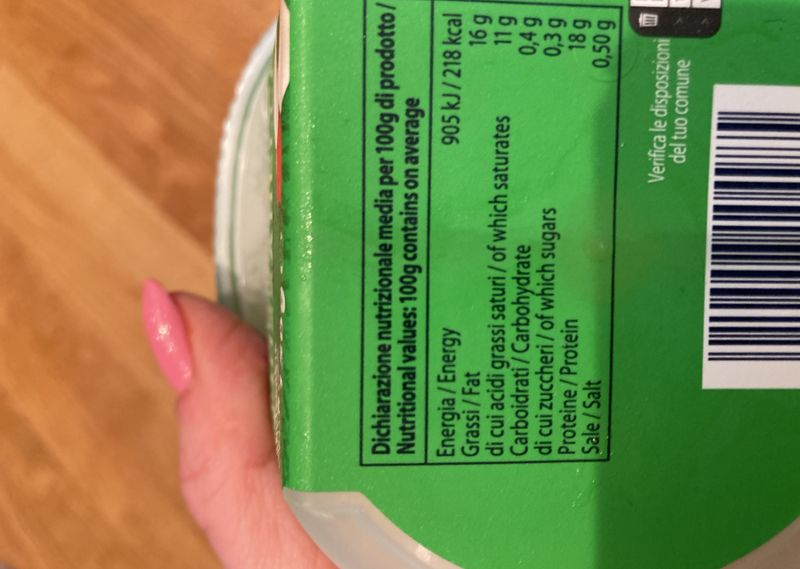 Dichiarazione nutrizionale media per 100g di prodotto /
Nutritional values: 100g contains on average
Energia / Energy 905 kJ / 218 kcal
Grassi / Fat 16 g
di cui acidi grassi saturi / of which saturates 11 g
Carboidrati / Carbohydrate 0,4 g
di cui zuccheri / of which sugars 0,3 g
Proteine / Protein 18 g
Sale / Salt 0,50 g
Verifica le disposizioni
del tuo comune